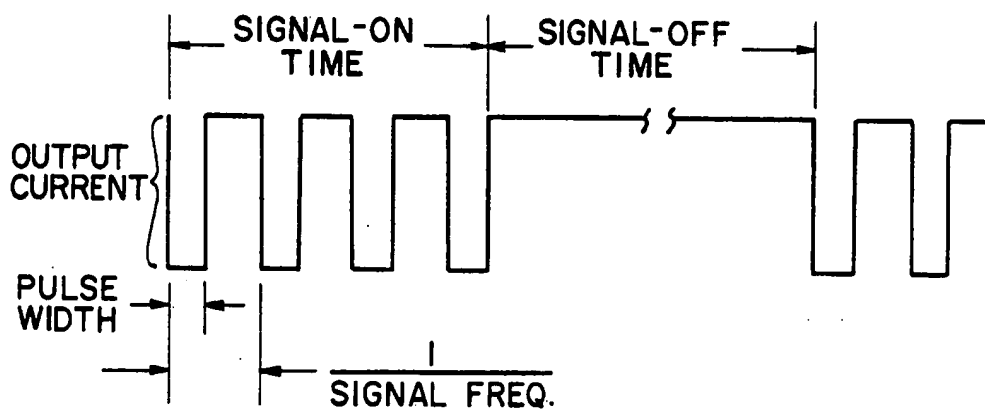 SIGNAL-ON
TIME
SIGNAL-OFF
TIME
OUTPUT
CURRENT
PULSE
WIDTH
1
SIGNAL FREQ.